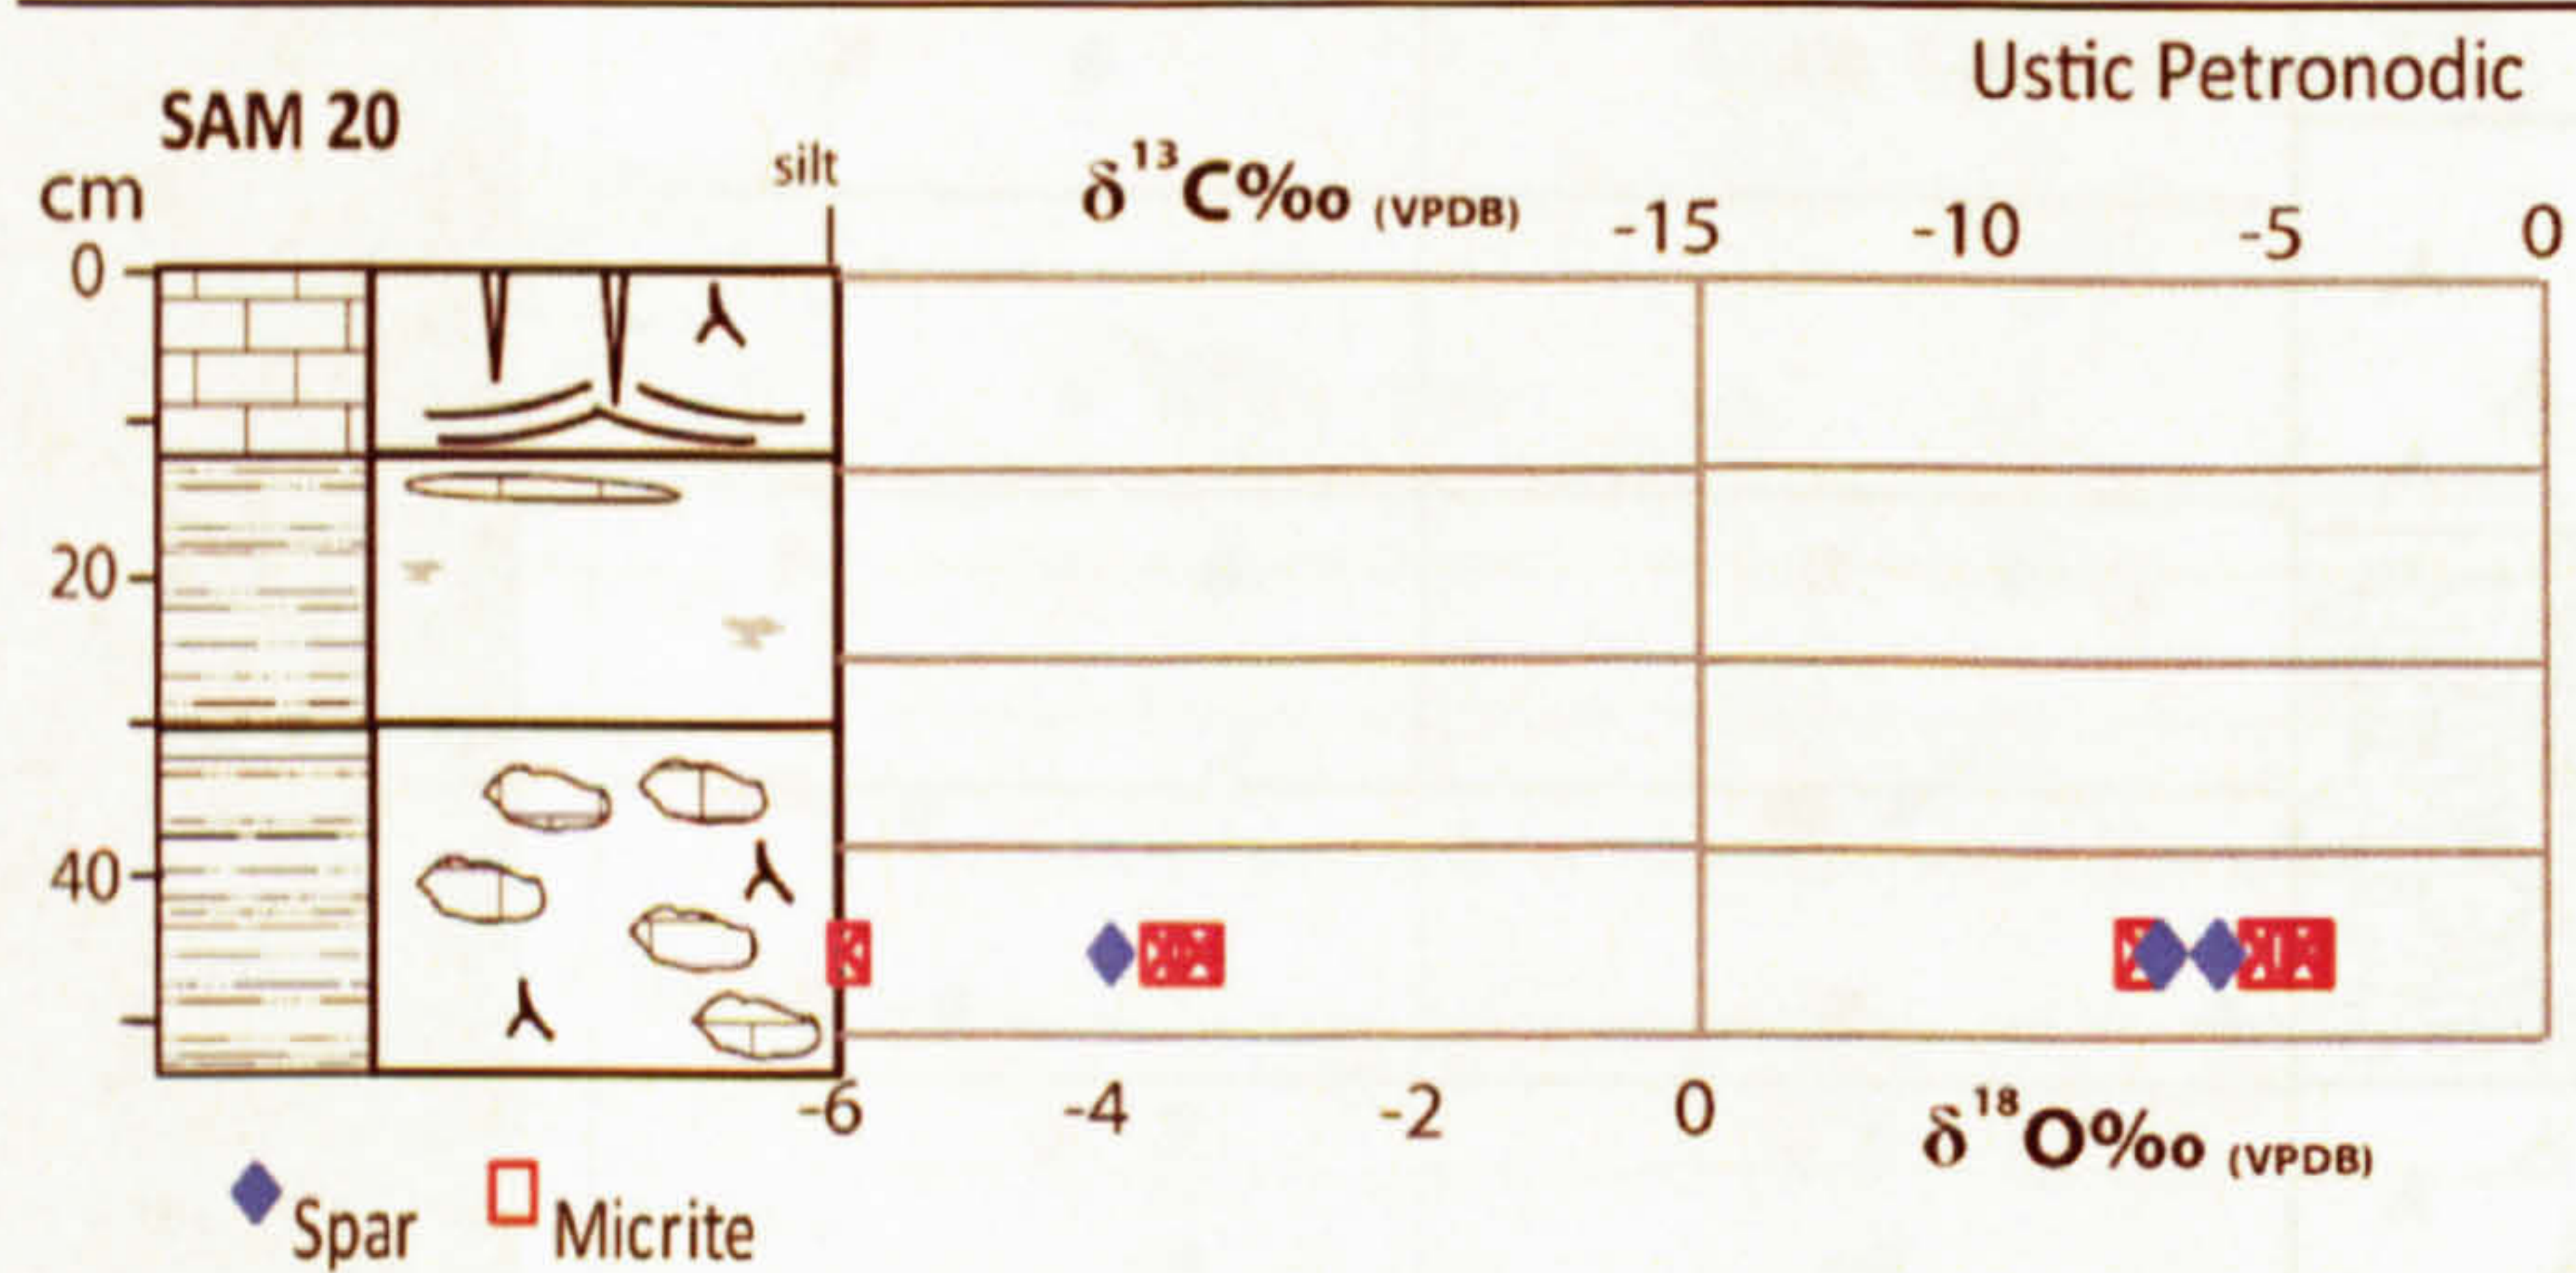 Ustic Petronodic
SAM 20
cm
silt
δ¹³C‰ (VPDB)
-15 -10 -5 0
0
20
40
-6 -4 -2 0
δ¹⁸O‰ (VPDB)
Spar
Micrite